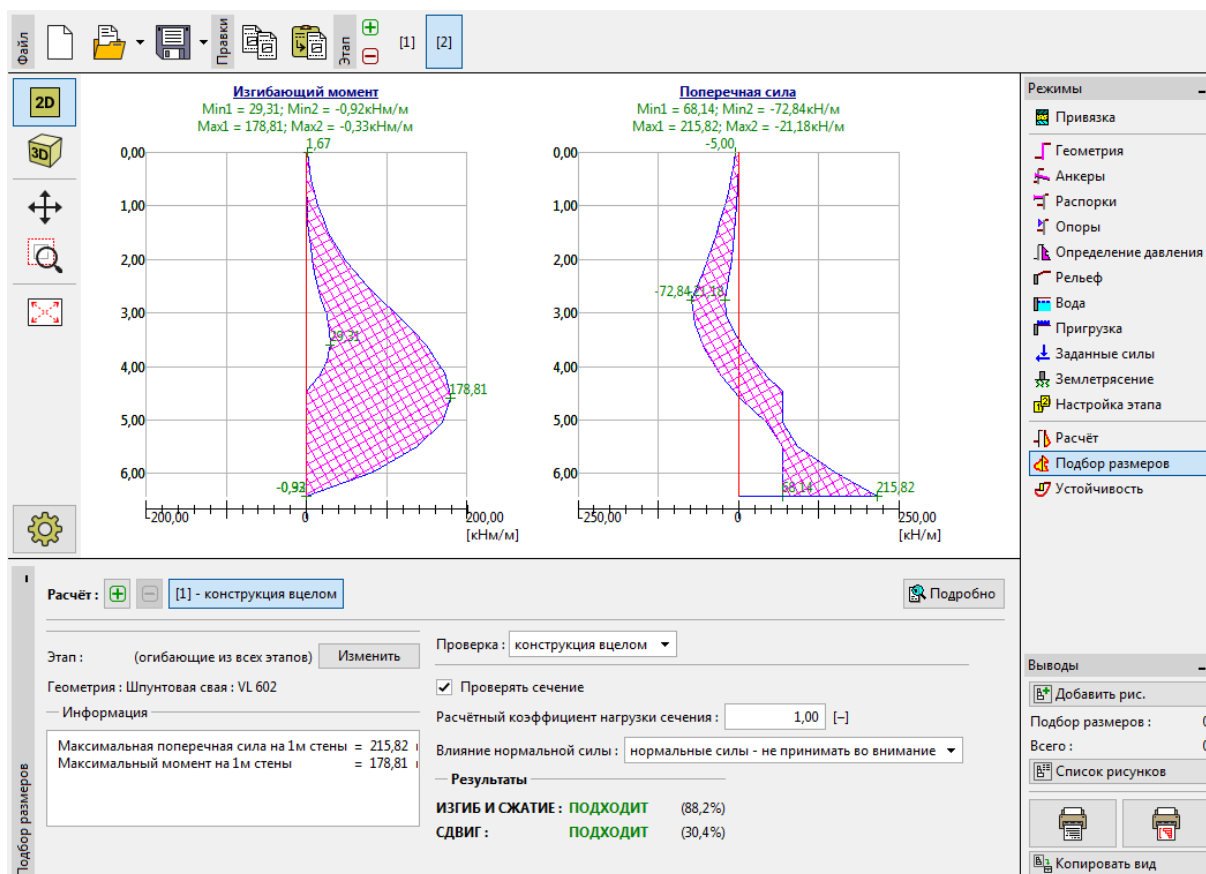 Файл
Правки
Этап
[1]
[2]
2D
3D
Изгибающий момент
Min1 = 29,31; Min2 = -0,92кНм/м
Max1 = 178,81; Max2 = -0,33кНм/м
1,67
0,00
1,00
2,00
3,00
4,00
5,00
6,00
29,31
178,81
-200,00
0
200,00
[кНм/м]
Поперечная сила
Min1 = 68,14; Min2 = -72,84кН/м
Max1 = 215,82; Max2 = -21,18кН/м
-5,00
0,00
1,00
2,00
3,00
4,00
5,00
6,00
-72,84
21,18
68,14
215,82
-250,00
0
250,00
[кН/м]
Режимы
Привязка
Геометрия
Анкеры
Распорки
Опоры
Определение давления
Рельеф
Вода
Пригрузка
Заданные силы
Землетрясение
Настройка этапа
Расчёт
Подбор размеров
Устойчивость
Подбор размеров
Расчёт :
[1] - конструкция вцелом
Подробно
Этап : (огибающие из всех этапов) Изменить
Геометрия : Шпунтовая свая : VL 602
Информация
Максимальная поперечная сила на 1м стены = 215,82
Максимальный момент на 1м стены = 178,81
Проверка : конструкция вцелом
Проверять сечение
Расчётный коэффициент нагрузки сечения : 1,00 [–]
Влияние нормальной силы : нормальные силы - не принимать во внимание
Результаты
ИЗГИБ И СЖАТИЕ : ПОДХОДИТ (88,2%)
СДВИГ : ПОДХОДИТ (30,4%)
Выводы
Добавить рис.
Подбор размеров :
Всего :
Список рисунков
Копировать вид